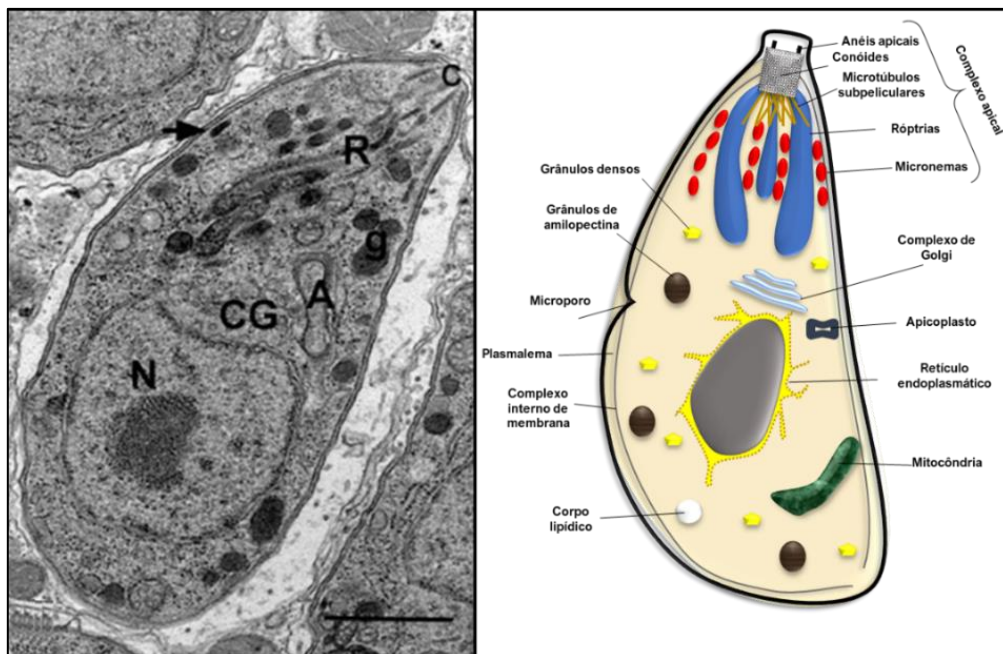 C
R
g
A
CG
N
Anéis apicais
Conóides
Microtúbulos
subpeliculares
Róptrias
Micronemas
Complexo apical
Grânulos densos
Grânulos de
amilopectina
Complexo de
Golgi
Microporo
Apicoplasto
Plasmalema
Retículo
endoplasmático
Complexo
interno de
membrana
Mitocôndria
Corpo
lipídico